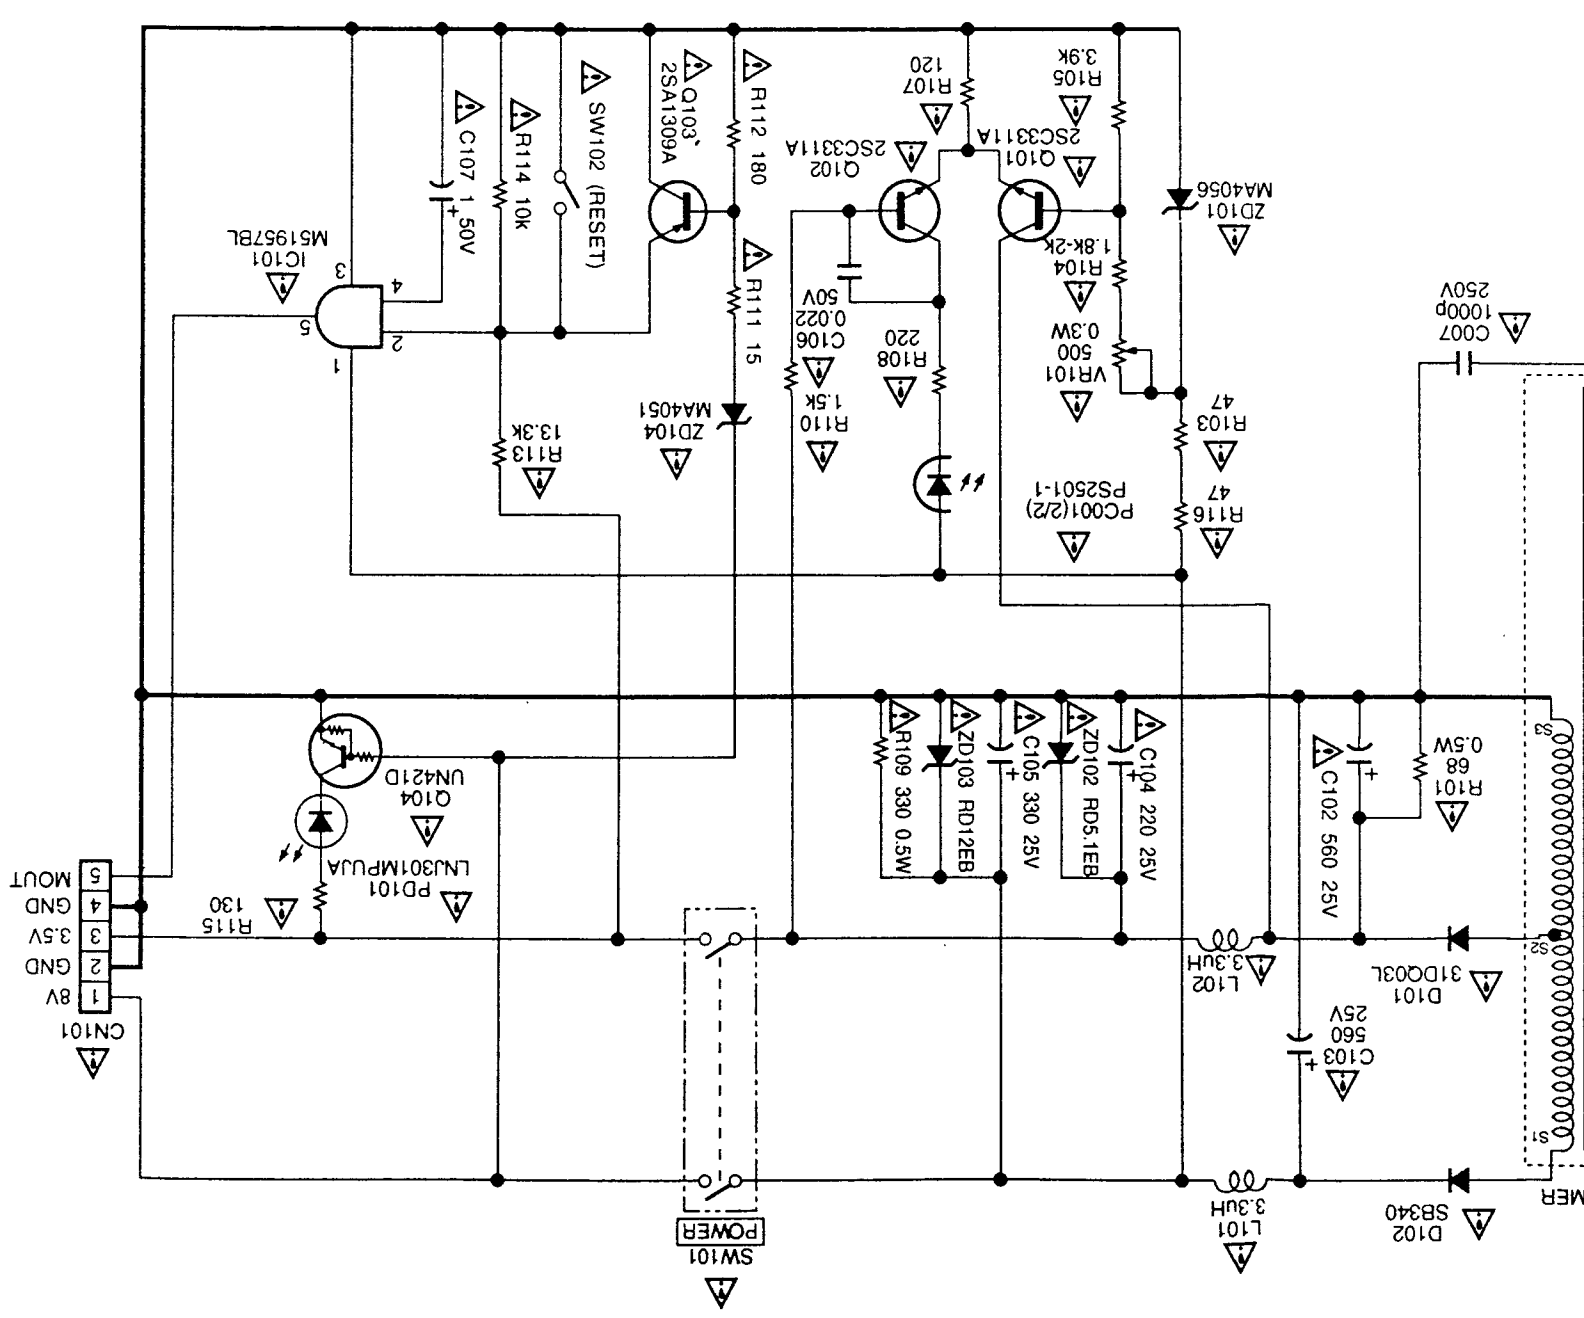 R112 180
Q103
2SA1309A
SW102 (RESET)
R114 10k
C107 1 50V
+
IC101
M51957BL
3
4
5
2
1
R111 15
ZD104
MA4051
R113
13.3k
Q102
2SC3311A
R107
120
Q101
2SC3311A
R105
3.9k
ZD101
MA4056
R104
1.8k-2k
VR101
500
0.3W
C106
0.022
50V
R108
220
R110
1.5k
R103
47
R116
47
PC001(2/2)
PS2501-1
C007
1000p
250V
Q104
UN421D
PD101
LNJ301MPUJA
R115
130
R109 330 0.5W
ZD103 RD12EB
C105 330 25V
+
ZD102 RD5.1EB
C104 220 25V
+
C102 560 25V
+
R101
68
0.5W
S3
S2
S1
MOUT 5
GND 4
3.5V 3
GND 2
8V 1
CN101
L102
3.3uH
D101
31DQ03L
C103
560
25V
+
L101
3.3uH
D102
SB340
POWER
SW101
MER